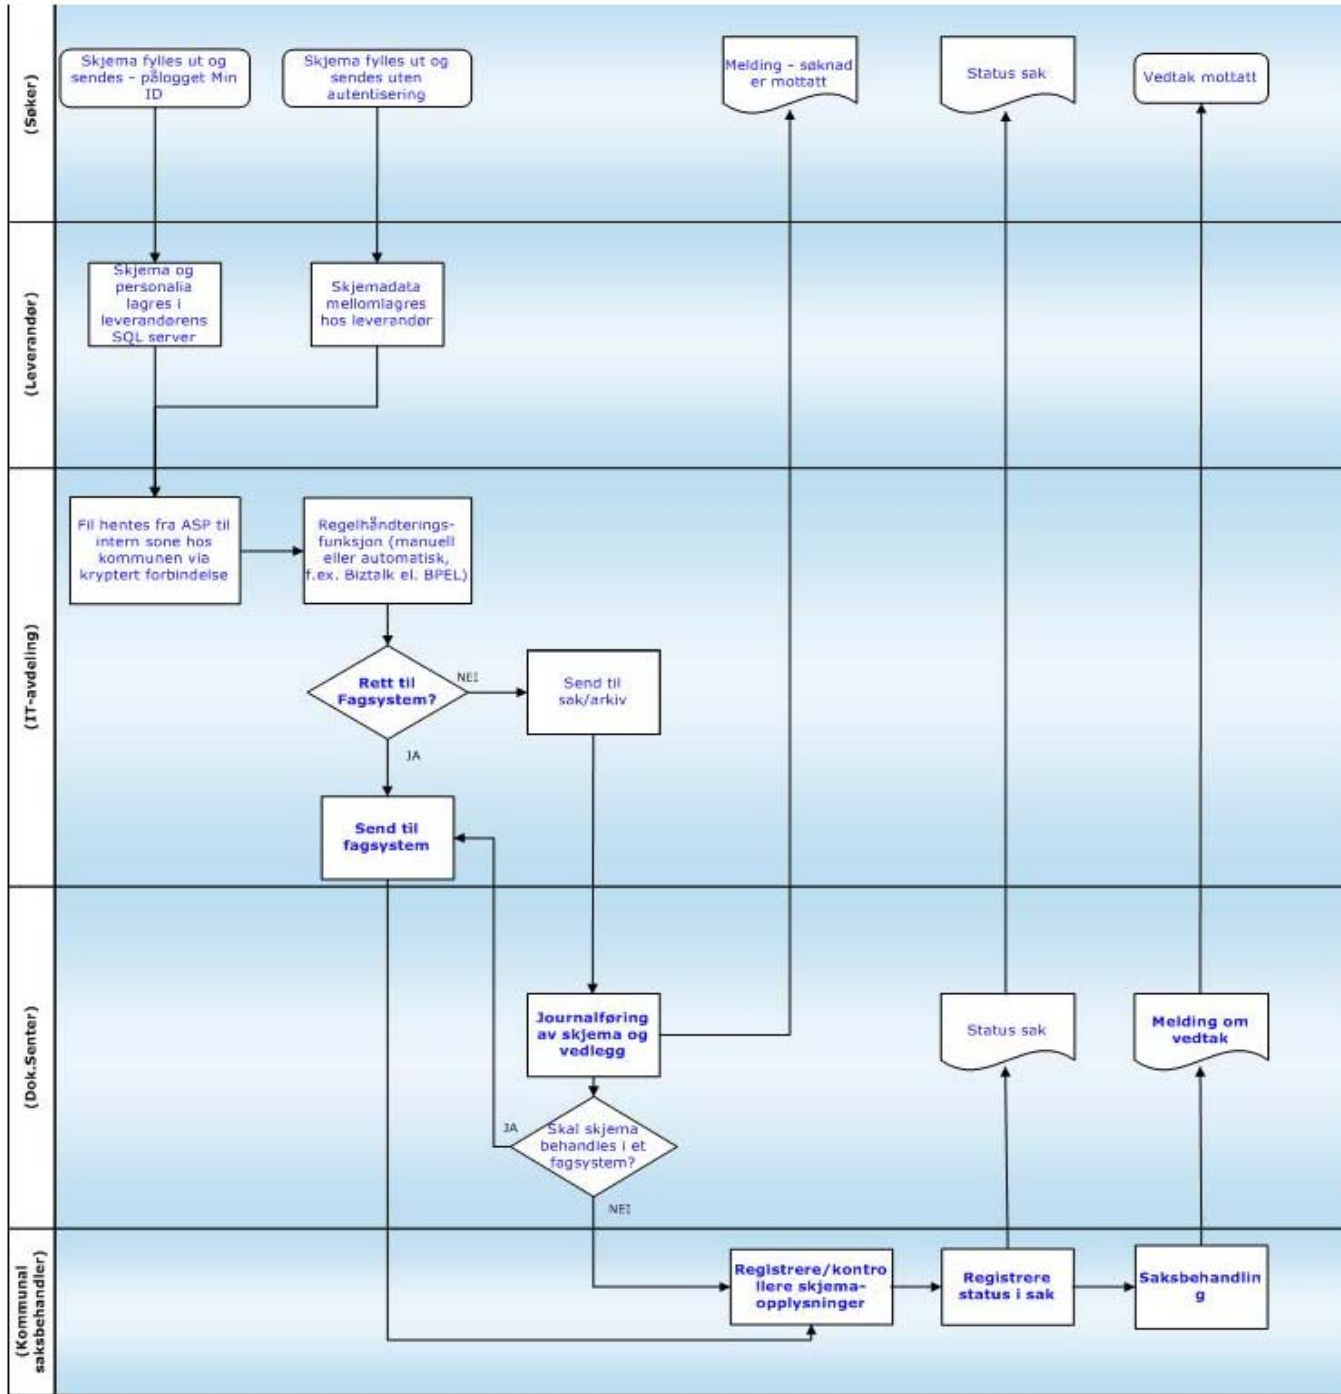 (Søker)
Skjema fylles ut og
sendes - pålogget Min
ID
Skjema fylles ut og
sendes uten
autentisering
Melding - søknad
er mottatt
Status sak
Vedtak mottatt
(Leverandør)
Skjema og
personalia
lagres i
leverandørens
SQL server
Skjemadata
mellomlagres
hos leverandør
(IT-avdeling)
Fil hentes fra ASP til
intern sone hos
kommunen via
kryptert forbindelse
Regelhåndterings-
funksjon (manuell
eller automatisk,
f.ex. Biztalk el. BPEL)
Rett til
Fagsystem?
NEI
Send til
sak/arkiv
JA
Send til
fagsystem
(Dok.Senter)
Journalføring
av skjema og
vedlegg
Status sak
Melding om
vedtak
JA
Skal skjema
behandles i et
fagsystem?
NEI
(Kommunal
saksbehandler)
Registrere/kontro
llere skjema-
opplysninger
Registrere
status i sak
Saksbehandlin
g